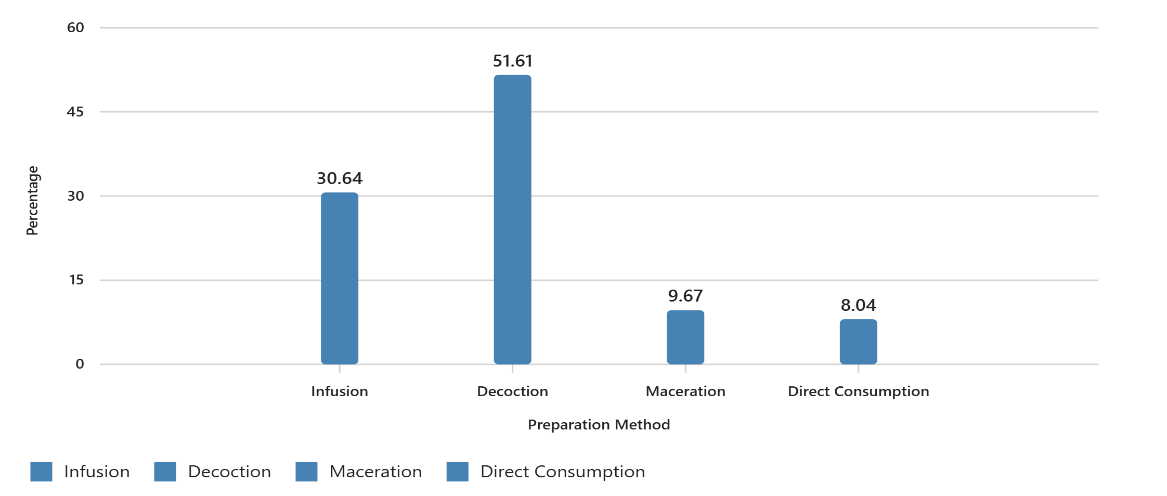 60
51.61
45
30.64
30
15
9.67
8.04
0
Percentage
Infusion Decoction Maceration Direct Consumption
Preparation Method
Infusion Decoction Maceration Direct Consumption